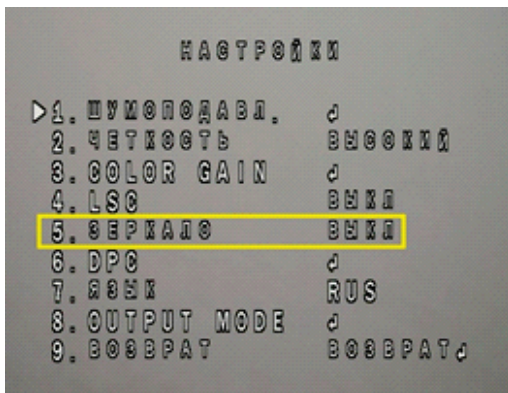 НАСТРОЙКИ
1. ШУМОПОДАВЛ. ↲
2. ЧЕТКОСТЬ ВЫСОКИЙ
3. COLOR GAIN ↲
4. LSC ВЫКЛ
5. ЗЕРКАЛО ВЫКЛ
6. DPC ↲
7. ЯЗЫК RUS
8. OUTPUT MODE ↲
9. ВОЗВРАТ ВОЗВРАТ↲